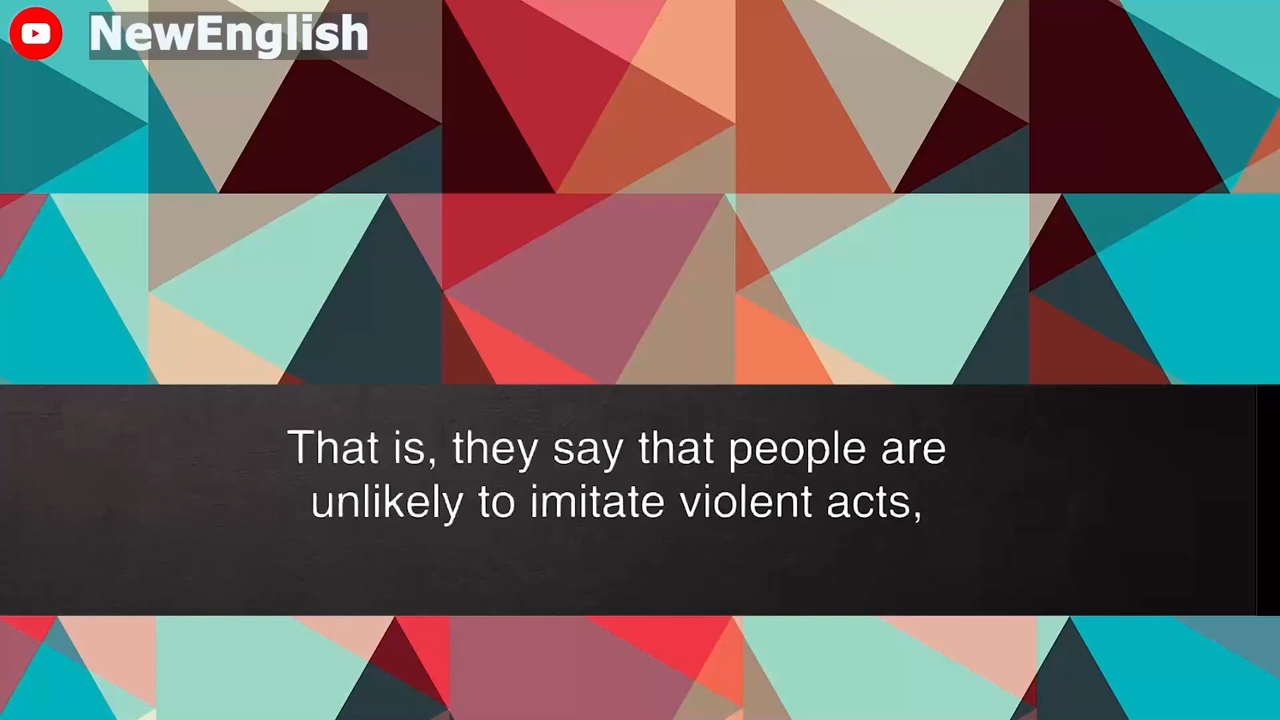 NewEnglish
That is, they say that people are
unlikely to imitate violent acts,